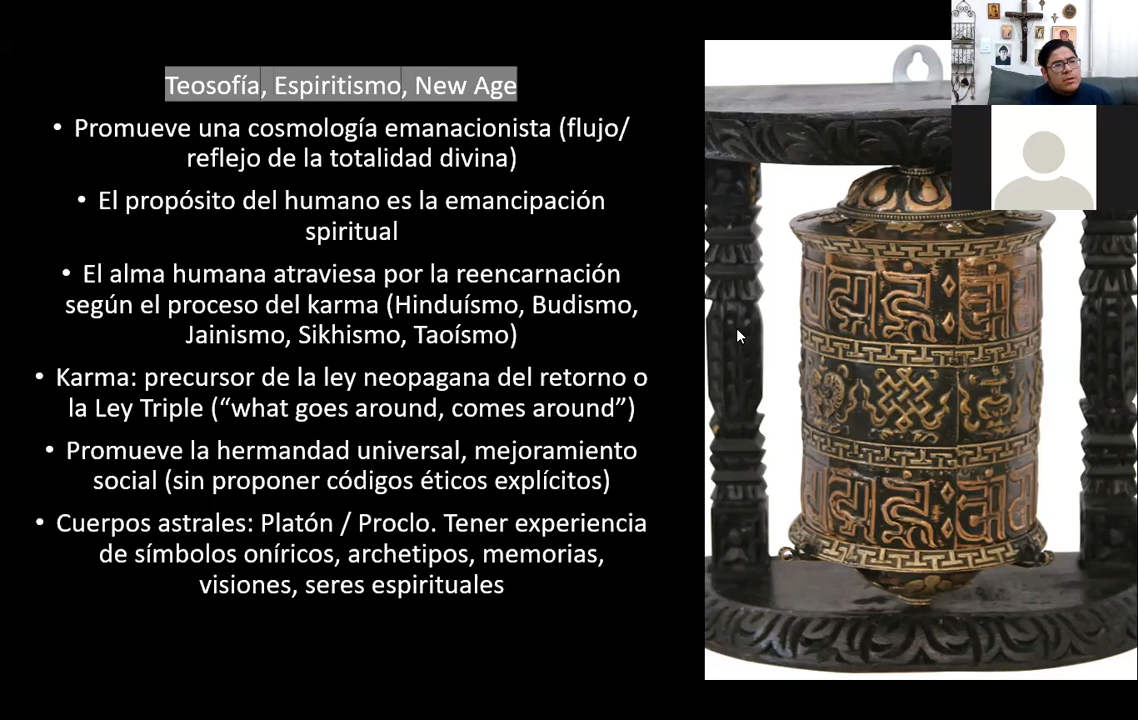 Teosofía, Espiritismo, New Age
• Promueve una cosmología emanacionista (flujo/
reflejo de la totalidad divina)
• El propósito del humano es la emancipación
spiritual
• El alma humana atraviesa por la reencarnación
según el proceso del karma (Hinduísmo, Budismo,
Jainismo, Sikhismo, Taoísmo)
• Karma: precursor de la ley neopagana del retorno o
la Ley Triple (“what goes around, comes around”)
• Promueve la hermandad universal, mejoramiento
social (sin proponer códigos éticos explícitos)
• Cuerpos astrales: Platón / Proclo. Tener experiencia
de símbolos oníricos, archetipos, memorias,
visiones, seres espirituales